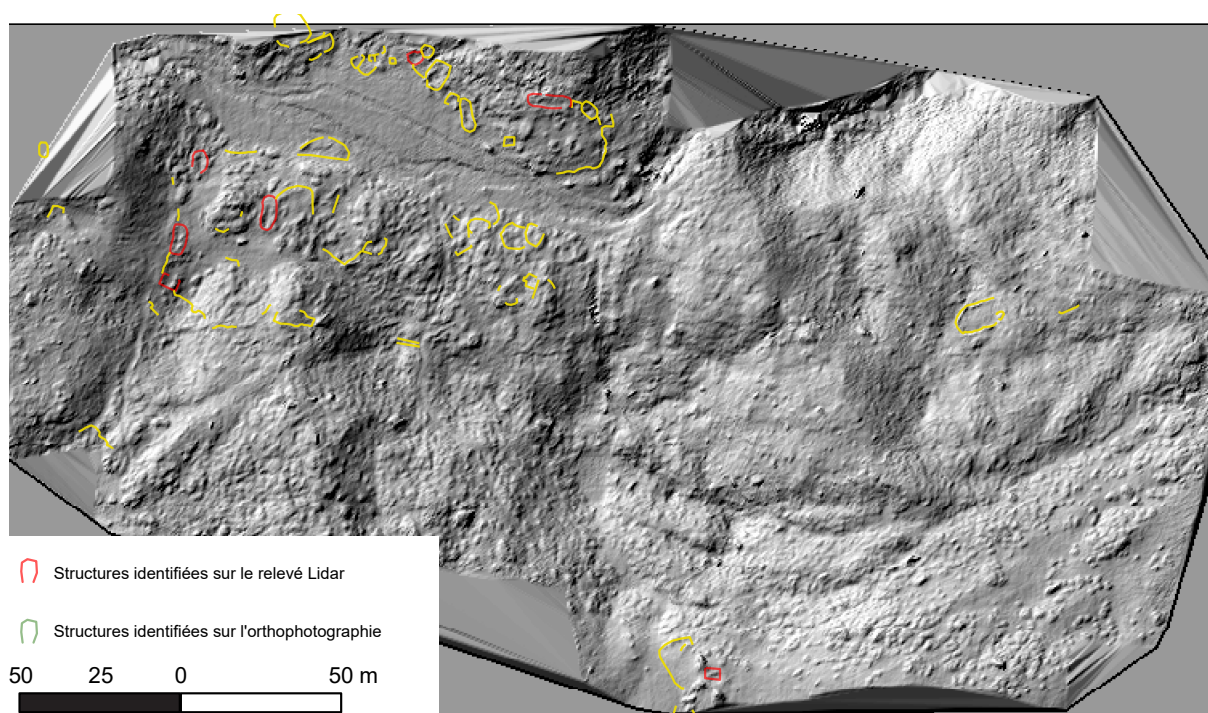 Structures identifiées sur le relevé Lidar
Structures identifiées sur l'orthophotographie
50 25 0 50 m